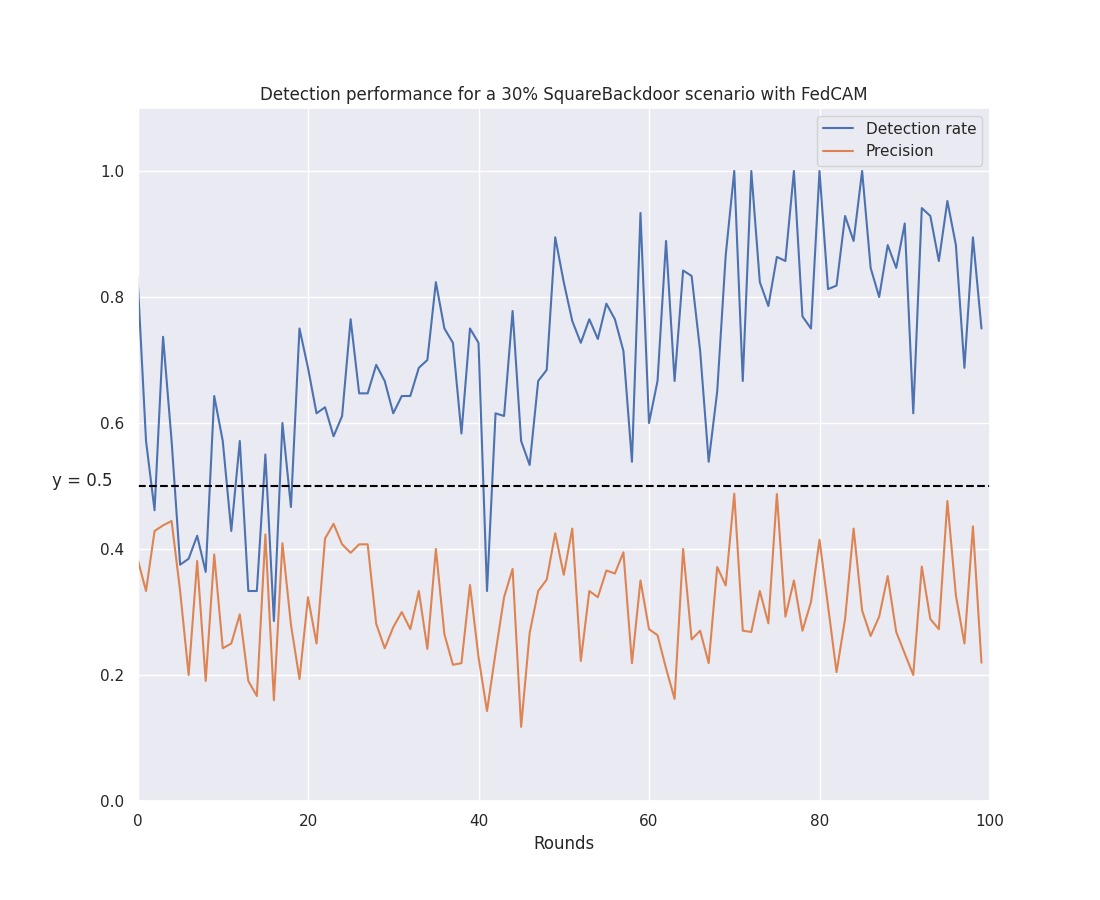 Detection performance for a 30% SquareBackdoor scenario with FedCAM
Detection rate
Precision
1.0
0.8
0.6
y = 0.5
0.4
0.2
0.0
0 20 40 60 80 100
Rounds